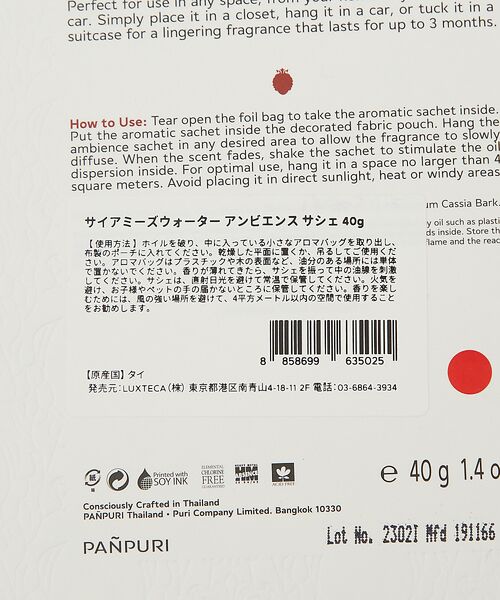 Perfect for use in any space, from your
car. Simply place it in a closet, hang it in a car, or tuck it in a
suitcase for a lingering fragrance that lasts for up to 3 months.
How to Use: Tear open the foil bag to take the aromatic sachet inside.
Put the aromatic sachet inside the decorated fabric pouch. Hang the
ambience sachet in any desired area to allow the fragrance to slowly
diffuse. When the scent fades, shake the sachet to stimulate the oil
dispersion inside. For optimal use, hang it in a space no larger than 4
square meters. Avoid placing it in direct sunlight, heat or windy areas
um Cassia Bark.
サイアミーズウォーター アンビエンス サシェ 40g
y oil such as plasti
ds inside. Store th
flame and the reac
【使用方法】ホイルを破り、中に入っている小さなアロマバッグを取り出し、
布製のポーチに入れてください。乾燥した平面に置くか、吊るしてご使用くだ
さい。アロマバッグはプラスチックや木の表面など、油分のある場所には単体
で置かないでください。香りが薄れてきたら、サシェを振って中の油腺を刺激
してください。サシェは、直射日光を避けて常温で保管してください。火気を
避け、お子様やペットの手の届かないところに保管してください。香りを楽し
むためには、風の強い場所を避けて、4平方メートル以内の空間で使用すること
をお勧めします。
8 858699 635025
【原産国】タイ
発売元:LUXTECA(株) 東京都港区南青山4-18-11 2F 電話:03-6864-3934
Printed with
SOY INK
ELEMENTAL
CHLORINE
FREE
GUARANTEED
ACID FREE
℮ 40 g 1.4 o
Consciously Crafted in Thailand
PAÑPURI Thailand • Puri Company Limited. Bangkok 10330
Lot No. 23021 Mfd 191166
PAÑPURI